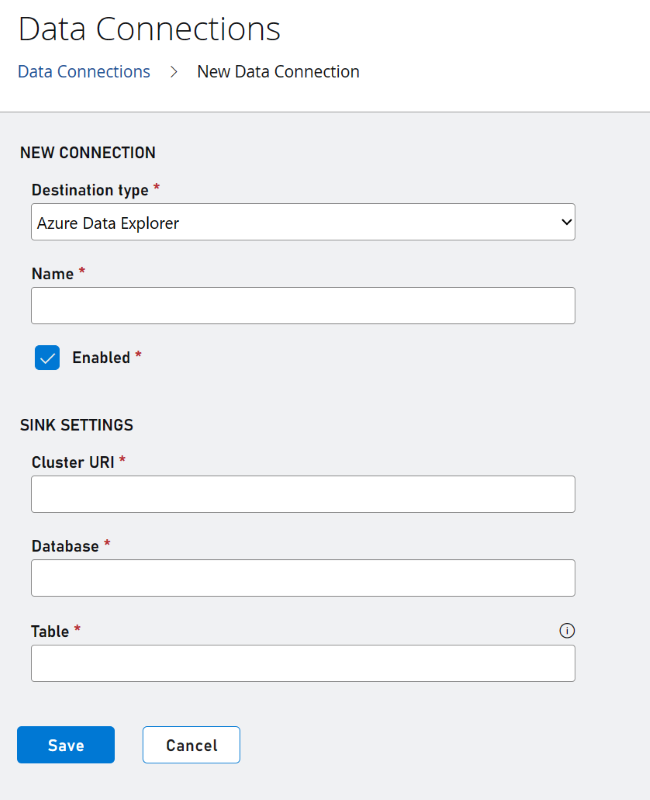 Data Connections
Data Connections > New Data Connection
NEW CONNECTION
Destination type *
Azure Data Explorer
Name *
Enabled *
SINK SETTINGS
Cluster URI *
Database *
Table *
Save Cancel